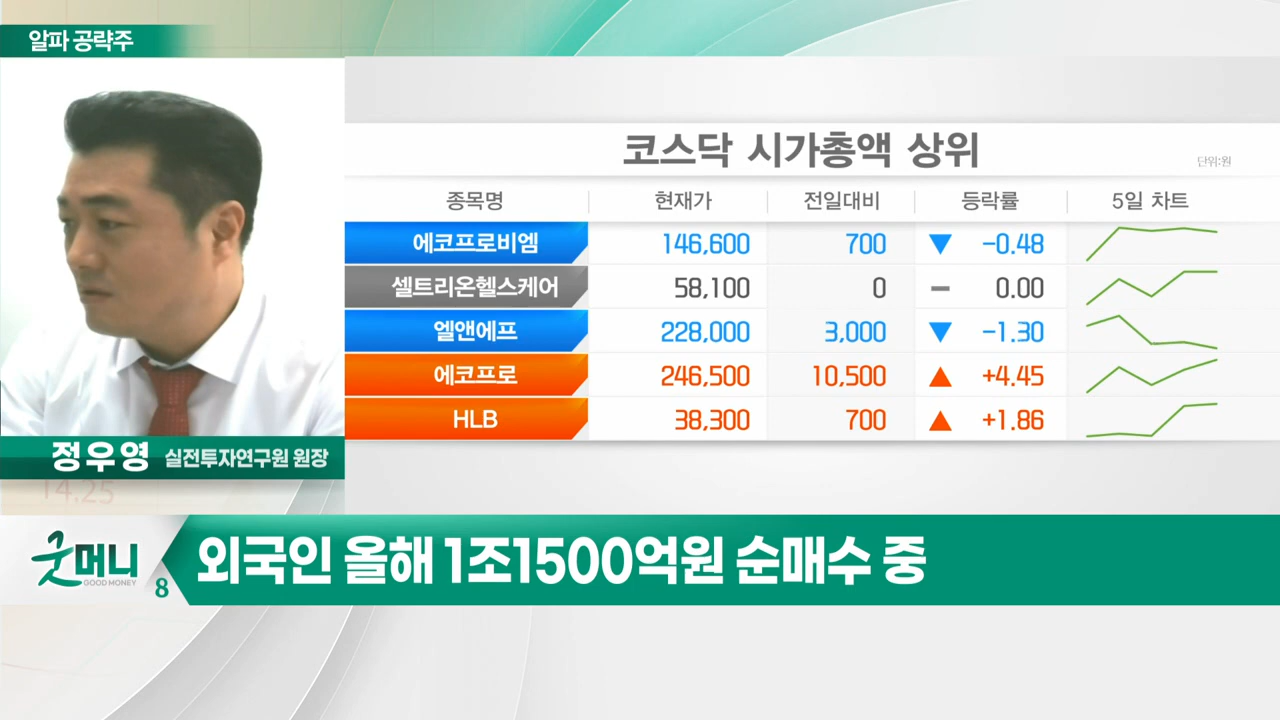 알파 공략주
코스닥 시가총액 상위
단위:원
종목명 현재가 전일대비 등락률 5일 차트
에코프로비엠 146,600 700 ▼ -0.48
셀트리온헬스케어 58,100 0 - 0.00
엘앤에프 228,000 3,000 ▼ -1.30
에코프로 246,500 10,500 ▲ +4.45
HLB 38,300 700 ▲ +1.86
정우영 실전투자연구원 원장
14.25
굿머니 GOOD MONEY 8
외국인 올해 1조1500억원 순매수 중